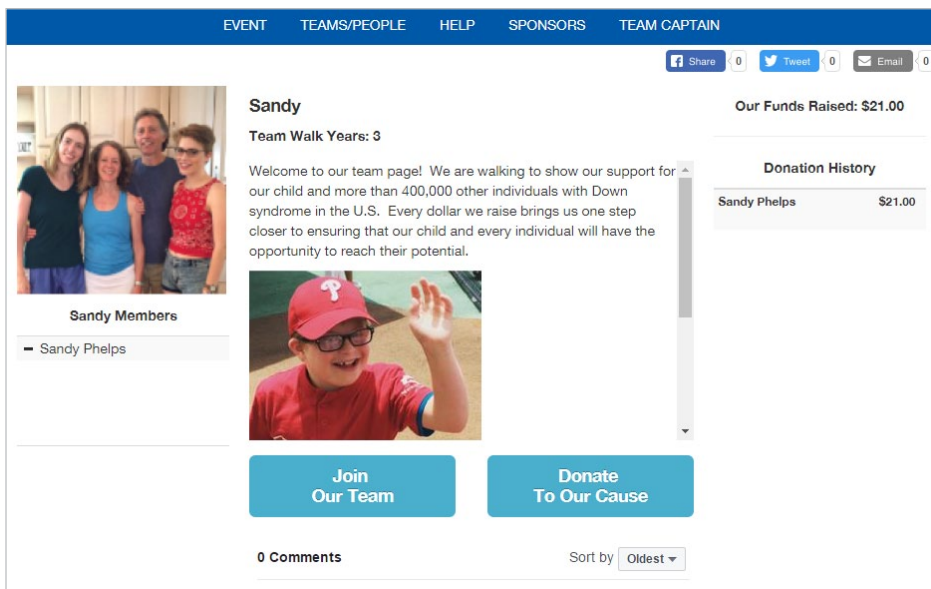 EVENT TEAMS/PEOPLE HELP SPONSORS TEAM CAPTAIN
Share 0 Tweet 0 Email 0
Sandy
Team Walk Years: 3
Welcome to our team page! We are walking to show our support for
our child and more than 400,000 other individuals with Down
syndrome in the U.S. Every dollar we raise brings us one step
closer to ensuring that our child and every individual will have the
opportunity to reach their potential.
P
Sandy Members
Sandy Phelps
Join
Our Team
Donate
To Our Cause
0 Comments
Sort by Oldest
Our Funds Raised: $21.00
Donation History
Sandy Phelps $21.00